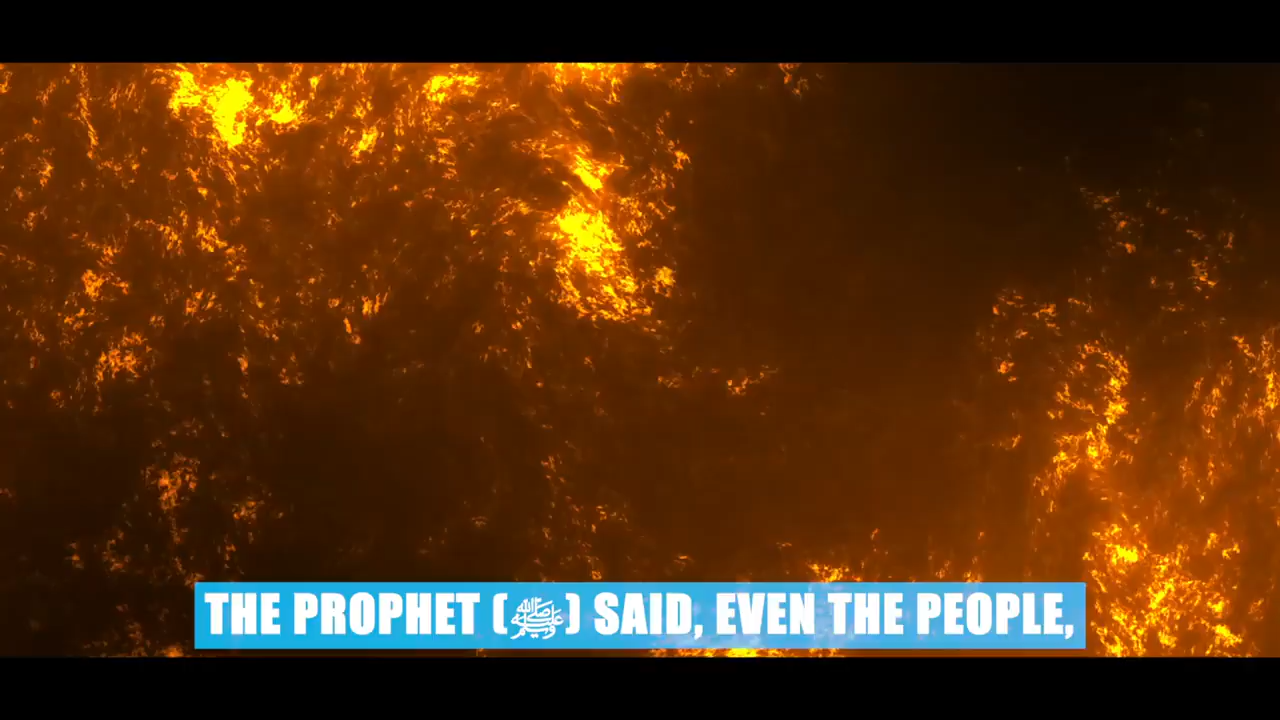 THE PROPHET (ﷺ) SAID, EVEN THE PEOPLE,